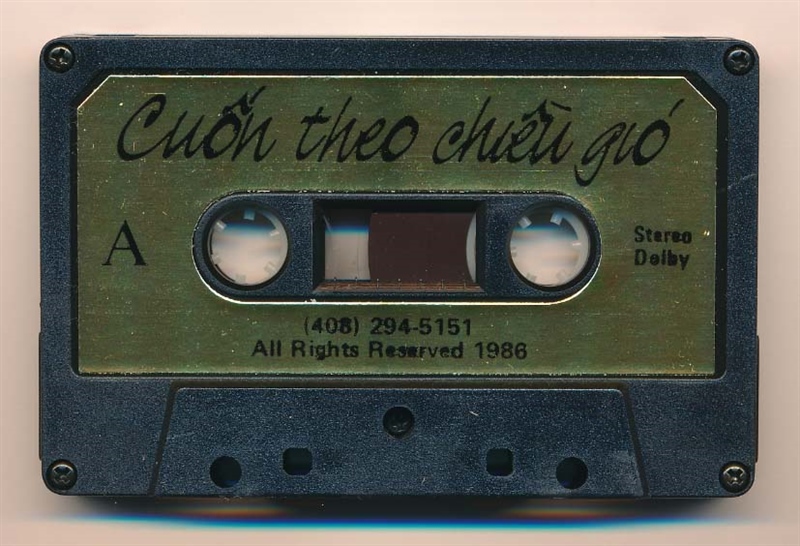 Cuốn theo chiều gió
A
Stereo
Dolby
(408) 294-5151
All Rights Reserved 1986